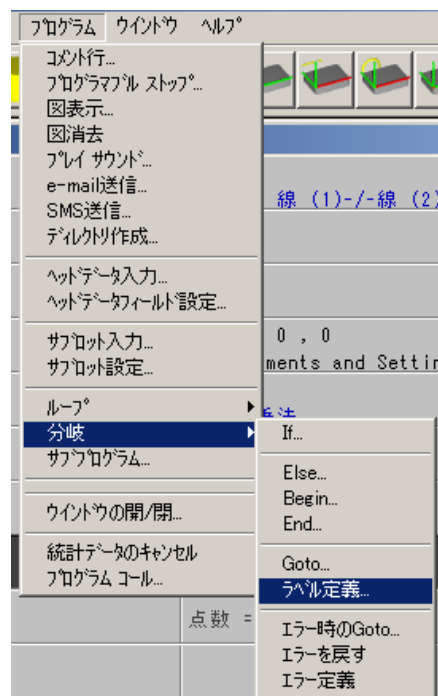 ﾌﾟﾛｸﾞﾗﾑ ｳｲﾝﾄﾞｳ ﾍﾙﾌﾟ
ｺﾒﾝﾄ行...
ﾌﾟﾛｸﾞﾗﾏﾌﾞﾙ ｽﾄｯﾌﾟ...
図表示...
図消去
ﾌﾟﾚｲ ｻｳﾝﾄﾞ...
e-mail送信...
SMS送信...
ﾃﾞｨﾚｸﾄﾘ作成...
線 (1)-/-線 (2)
ﾍｯﾄﾞﾃﾞｰﾀ入力...
ﾍｯﾄﾞﾃﾞｰﾀﾌｨｰﾙﾄﾞ設定...
ｻﾌﾞﾛｯﾄ入力...
ｻﾌﾞﾛｯﾄ設定...
0 , 0
ments and Settin
ﾙｰﾌﾟ
分岐
ｻﾌﾞﾌﾟﾛｸﾞﾗﾑ...
ｳｲﾝﾄﾞｳの開/閉...
統計ﾃﾞｰﾀのｷｬﾝｾﾙ
ﾌﾟﾛｸﾞﾗﾑ ｺｰﾙ...
If...
Else...
Begin...
End...
Goto...
ﾗﾍﾞﾙ定義...
ｴﾗｰ時のGoto...
ｴﾗｰを戻す
ｴﾗｰ定義
点数 =